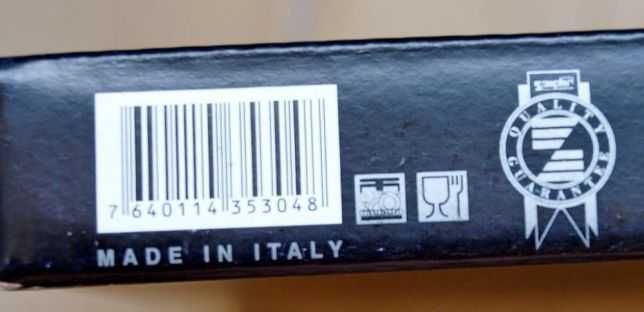 QUALITY
GUARANTEE
7 640114 353048
MADE IN ITALY